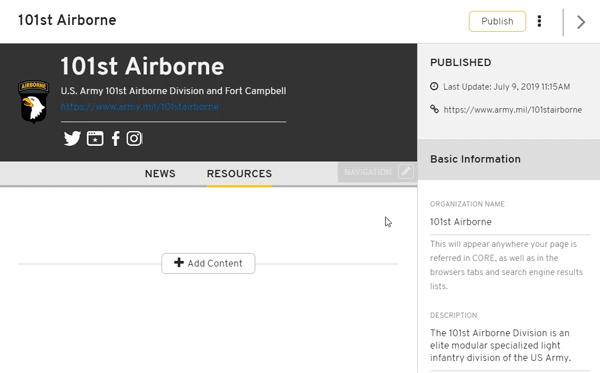 101st Airborne
Publish
101st Airborne
U.S. Army 101st Airborne Division and Fort Campbell
https://www.army.mil/101stairborne
AIRBORNE
NEWS
RESOURCES
NAVIGATION
Add Content
PUBLISHED
Last Update: July 9, 2019 11:15AM
https://www.army.mil/101stairborne
Basic Information
ORGANIZATION NAME
101st Airborne
This will appear anywhere your page is
referred in CORE, as well as in the
browsers tabs and search engine results
lists.
DESCRIPTION
The 101st Airborne Division is an
elite modular specialized light
infantry division of the US Army.